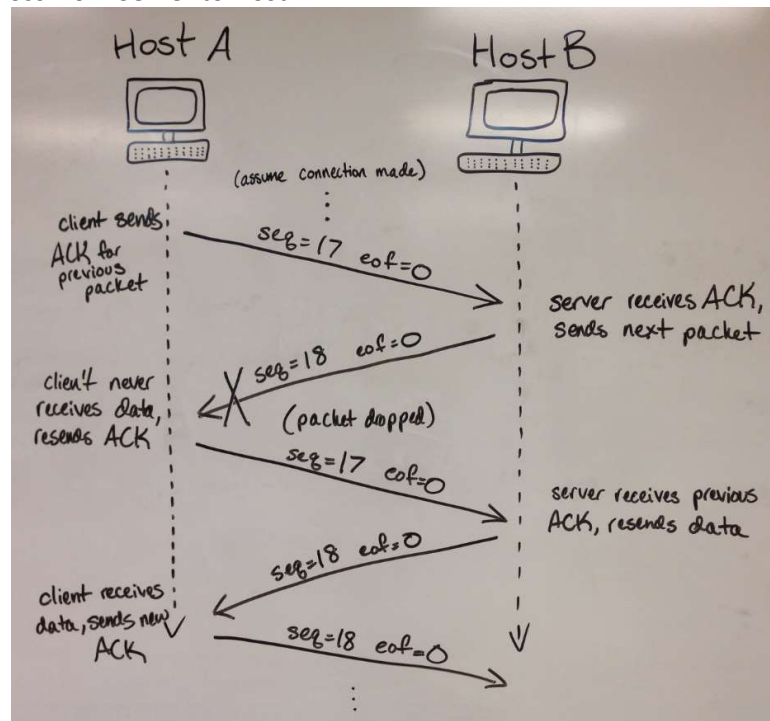 Host A
Host B
(assume connection made)
client sends
ACK for
previous
packet
seq=17 eof=0
server receives ACK,
sends next packet
seq=18 eof=0
clien't never
receives data,
resends ACK
(packet dropped)
seq=17 eof=0
server receives previous
ACK, resends data
seq=18 eof=0
client receives
data, sends new
ACK
seq=18 eof=0